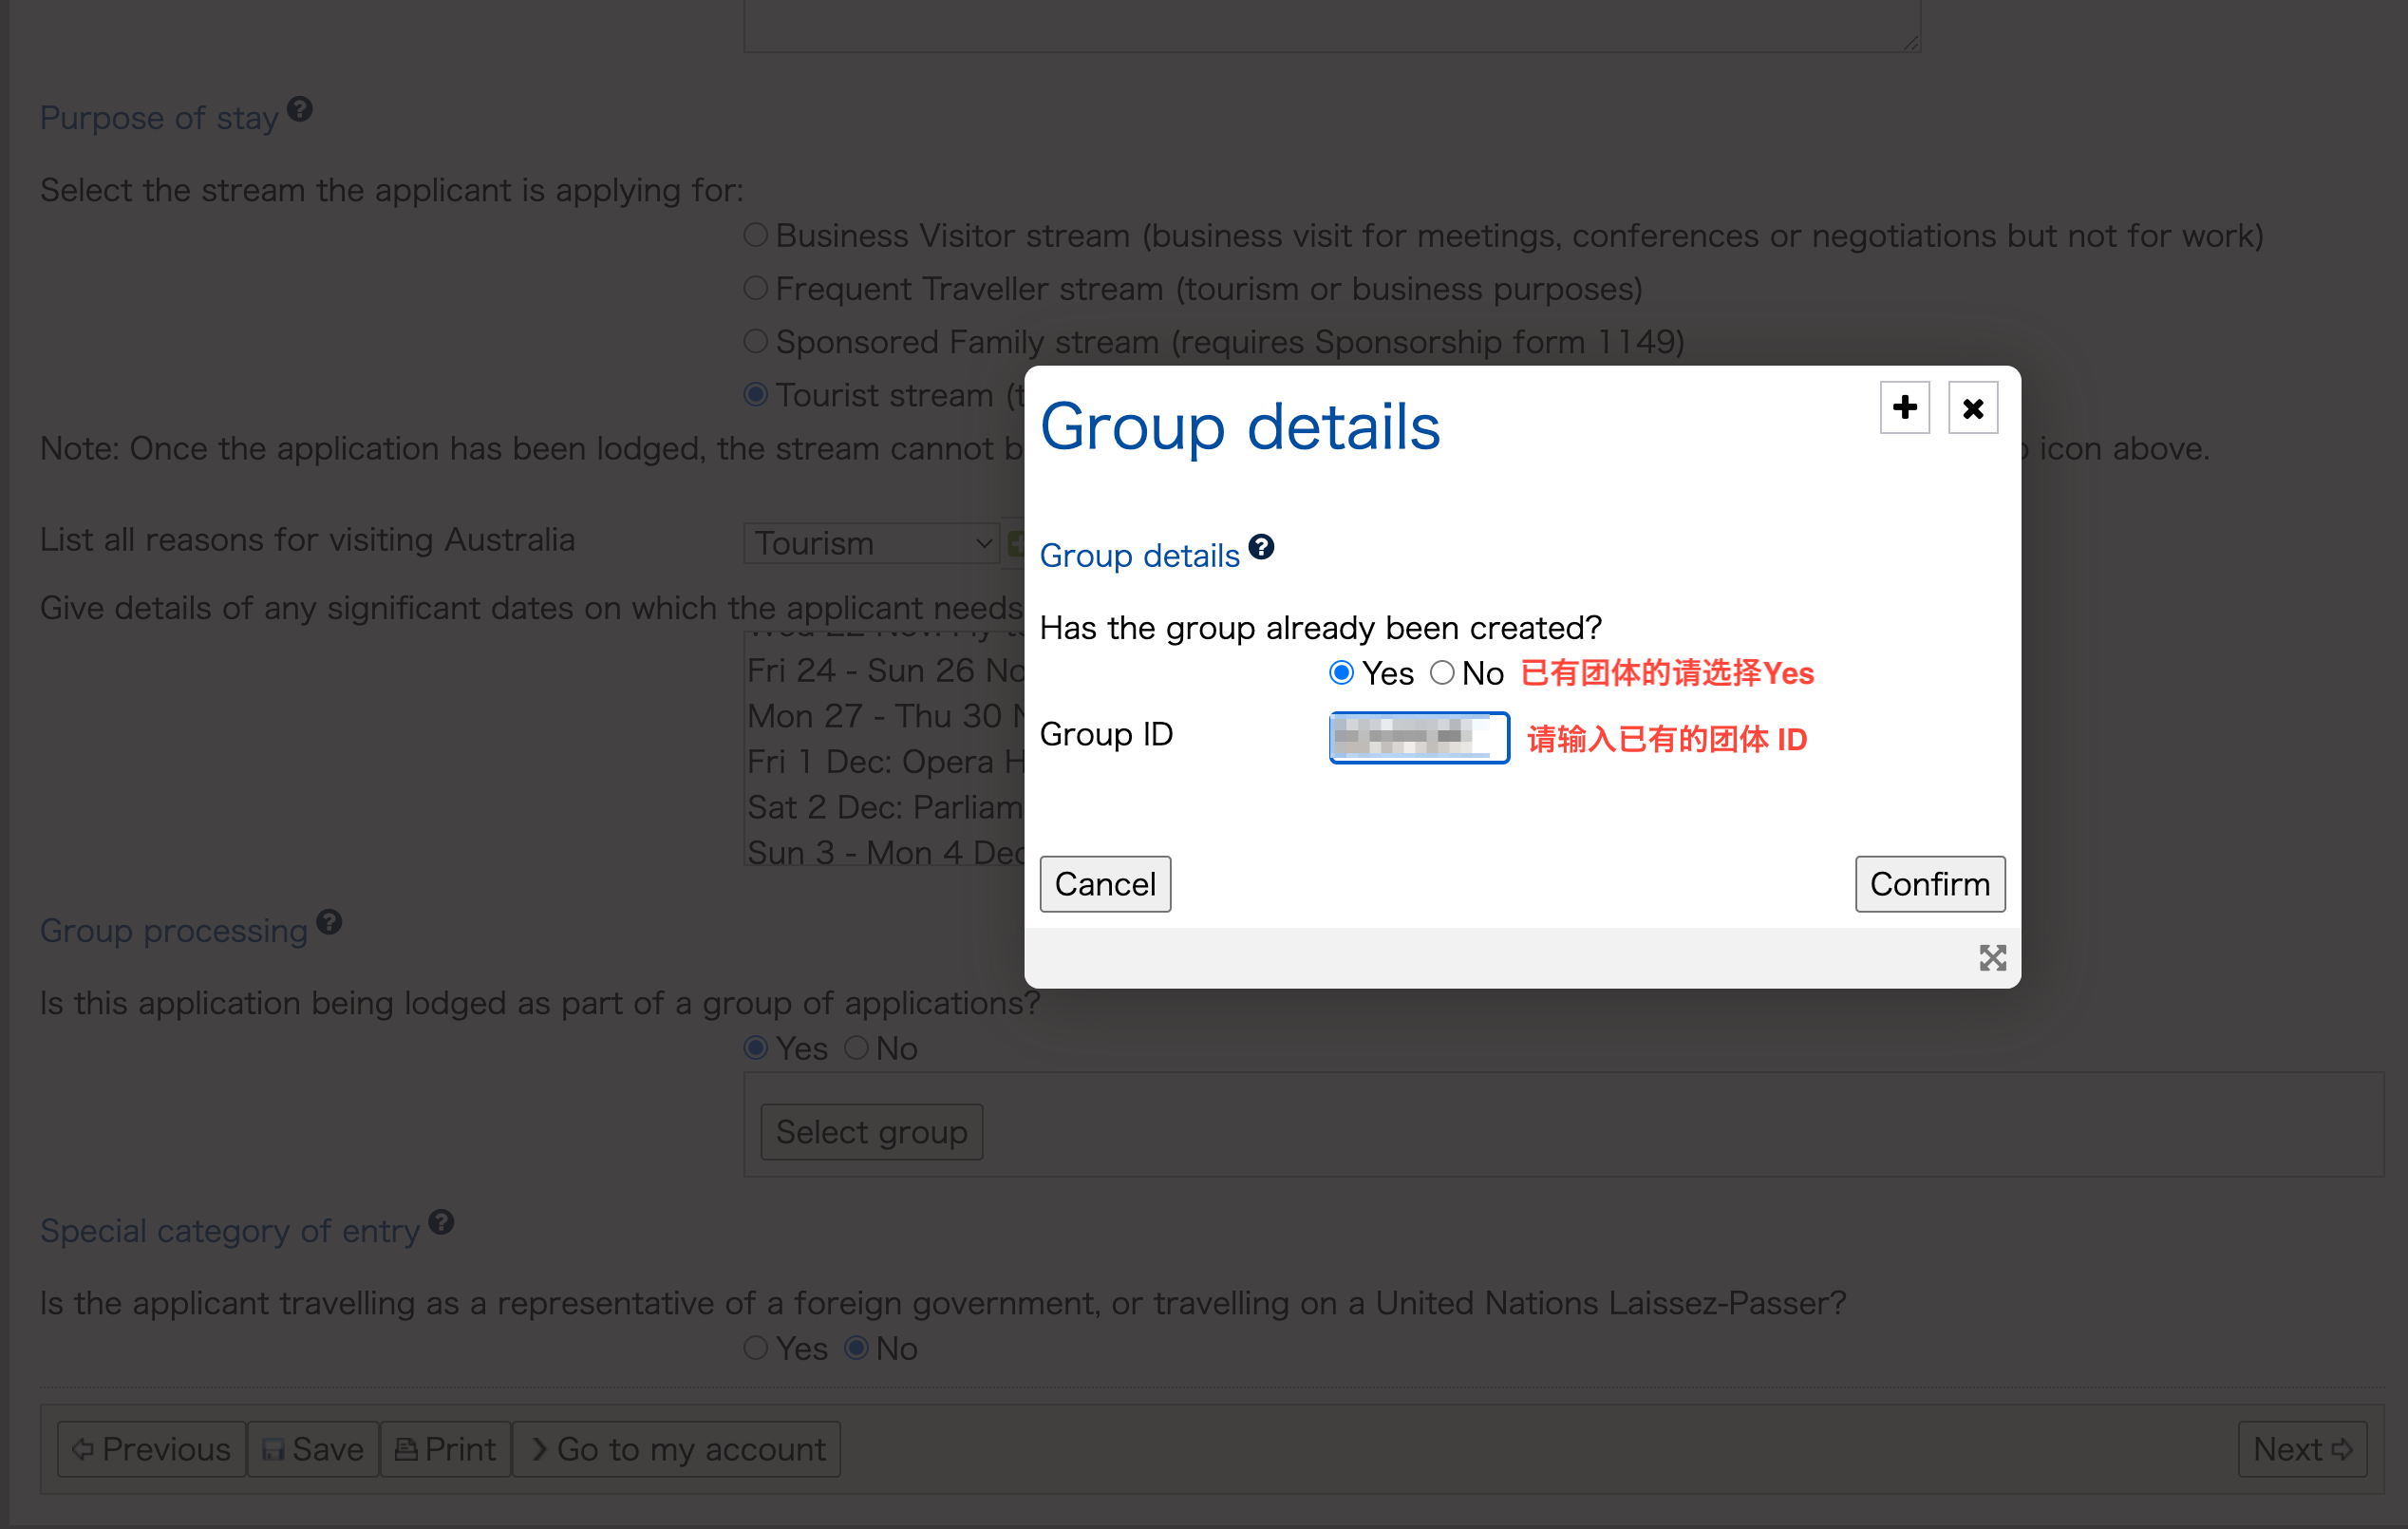 Purpose of stay
Select the stream the applicant is applying for:
Business Visitor stream (business visit for meetings, conferences or negotiations but not for work)
Frequent Traveller stream (tourism or business purposes)
Sponsored Family stream (requires Sponsorship form 1149)
Tourist stream (t
Note: Once the application has been lodged, the stream cannot b
icon above.
List all reasons for visiting Australia
Tourism
Give details of any significant dates on which the applicant needs
Fri 24 - Sun 26 No
Mon 27 - Thu 30 N
Fri 1 Dec: Opera H
Sat 2 Dec: Parliam
Sun 3 - Mon 4 Dec
Group processing
Is this application being lodged as part of a group of applications?
Yes No
Select group
Special category of entry
Is the applicant travelling as a representative of a foreign government, or travelling on a United Nations Laissez-Passer?
Yes No
Previous Save Print Go to my account Next
Group details
Group details
Has the group already been created?
Yes No 已有团体的请选择Yes
Group ID 请输入已有的团体 ID
Cancel Confirm